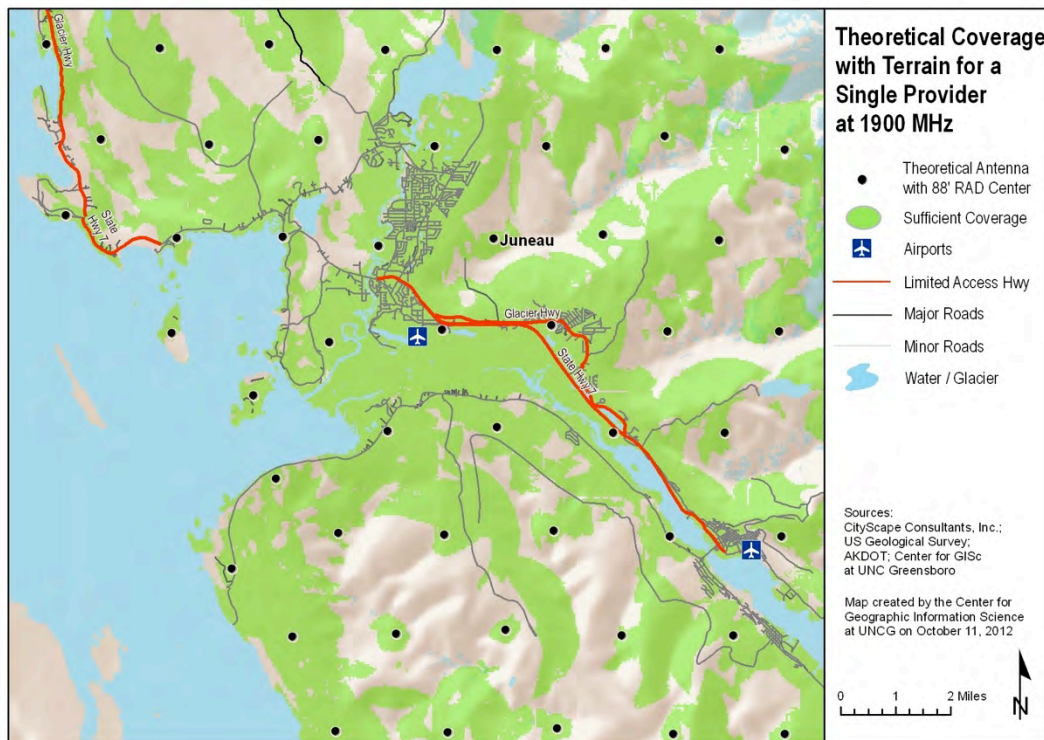 Glacier Hwy
State
Hwy 7
Juneau
Glacier Hwy
State Hwy 7
Theoretical Coverage
with Terrain for a
Single Provider
at 1900 MHz
Theoretical Antenna
with 88' RAD Center
Sufficient Coverage
Airports
Limited Access Hwy
Major Roads
Minor Roads
Water / Glacier
Sources:
CityScape Consultants, Inc.;
US Geological Survey;
AKDOT; Center for GISc
at UNC Greensboro
Map created by the Center for
Geographic Information Science
at UNCG on October 11, 2012
0 1 2 Miles
N